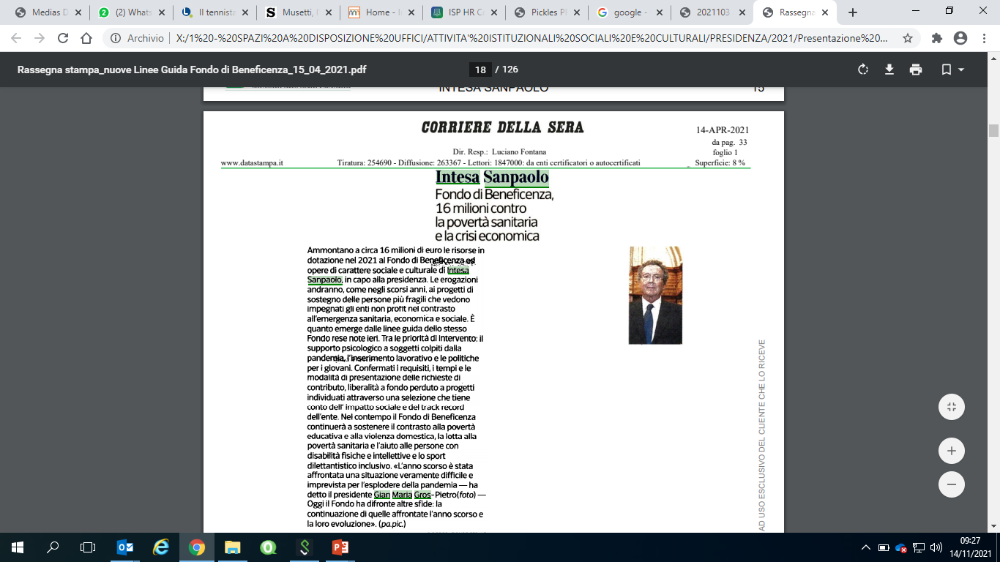 Medias D
(2) Whats
Il tennista
Musetti, I
Home - I
ISP HR C
Pickles P
google -
2021103
Rassegna
Archivio
X:/1%20-%20SPAZI%20A%20DISPOSIZIONE%20UFFICI/ATTIVITA'%20ISTITUZIONALI%20SOCIALI%20E%20CULTURALI/PRESIDENZA/2021/Presentazione%20...
Rassegna stampa_nuove Linee Guida Fondo di Beneficenza_15_04_2021.pdf
18 / 126
INTESA SANPAOLO
15
CORRIERE DELLA SERA
14-APR-2021
da pag. 33
Dir. Resp.: Luciano Fontana
foglio 1
www.datastampa.it
Tiratura: 254690 - Diffusione: 263367 - Lettori: 1847000: da enti certificatori o autocertificati
Superficie: 8 %
Intesa Sanpaolo
Fondo di Beneficenza,
16 milioni contro
la povertà sanitaria
e la crisi economica
Ammontano a circa 16 milioni di euro le risorse in
dotazione nel 2021 al Fondo di Beneficenza ed
opere di carattere sociale e culturale di Intesa
Sanpaolo, in capo alla presidenza. Le erogazioni
andranno, come negli scorsi anni, ai progetti di
sostegno delle persone più fragili che vedono
impegnati gli enti non profit nel contrasto
all'emergenza sanitaria, economica e sociale. È
quanto emerge dalle linee guida dello stesso
Fondo rese note ieri. Tra le priorità di intervento: il
supporto psicologico a soggetti colpiti dalla
pandemia, l'inserimento lavorativo e le politiche
per i giovani. Confermati i requisiti, i tempi e le
modalità di presentazione delle richieste di
contributo, liberalità a fondo perduto a progetti
individuati attraverso una selezione che tiene
conto dell' impatto sociale e del track record
dell'ente. Nel contempo il Fondo di Beneficenza
continuerà a sostenere il contrasto alla povertà
educativa e alla violenza domestica, la lotta alla
povertà sanitaria e l'aiuto alle persone con
disabilità fisiche e intellettive e lo sport
dilettantistico inclusivo. «L'anno scorso è stata
affrontata una situazione veramente difficile e
imprevista per l'esplodere della pandemia — ha
detto il presidente Gian Maria Gros-Pietro(foto) —
Oggi il Fondo ha difronte altre sfide: la
continuazione di quelle affrontate l'anno scorso e
la loro evoluzione». (pa.pic.)
AD USO ESCLUSIVO DEL CLIENTE CHE LO RICEVE
09:27
14/11/2021